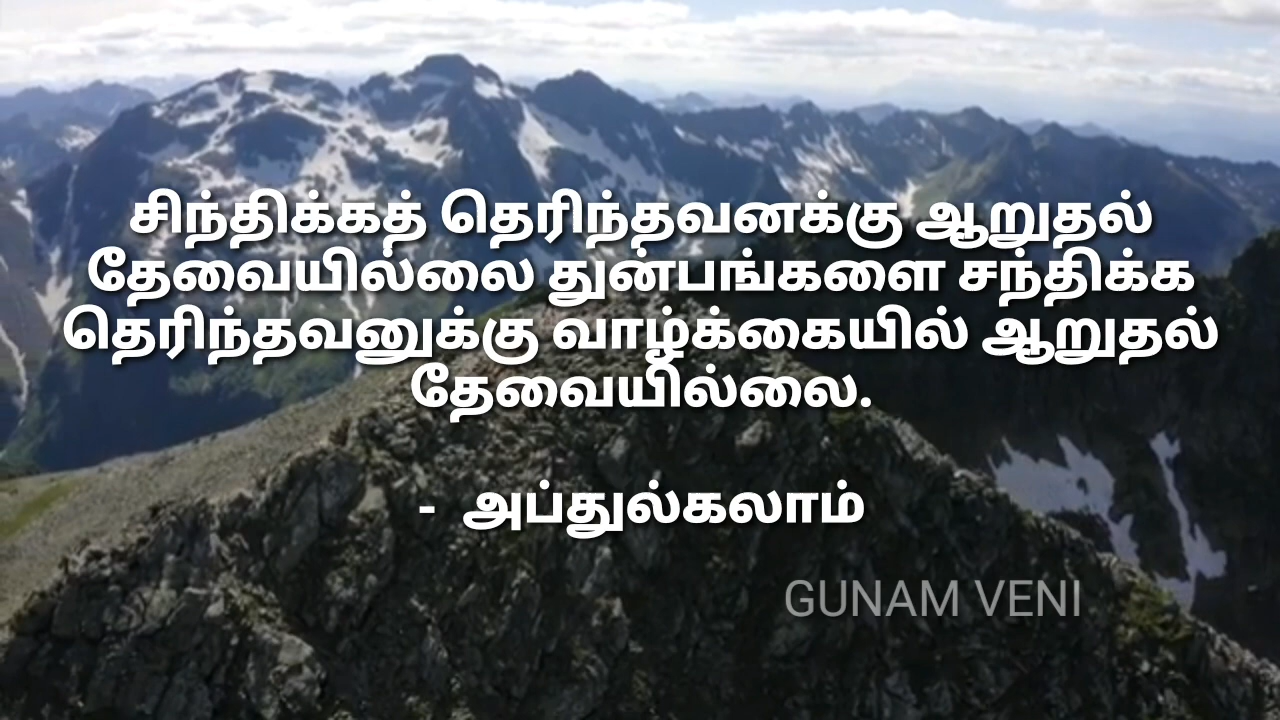 சிந்திக்கத் தெரிந்தவனக்கு ஆறுதல்
தேவையில்லை துன்பங்களை சந்திக்க
தெரிந்தவனுக்கு வாழ்க்கையில் ஆறுதல்
தேவையில்லை.
- அப்துல்கலாம்
GUNAM VENI